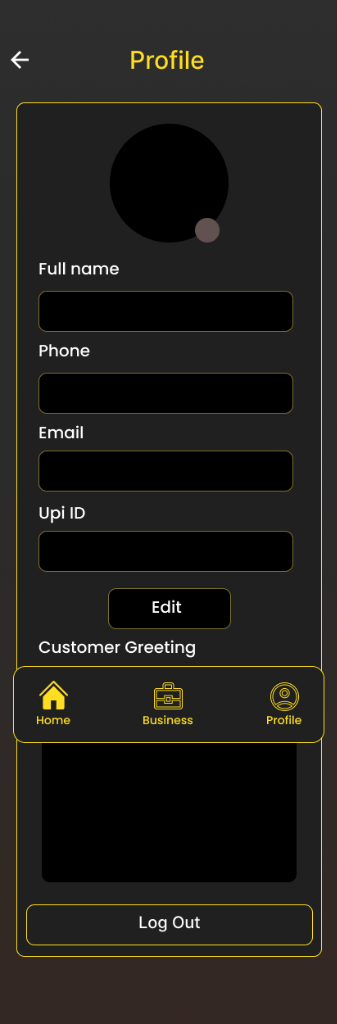 Profile
Full name
Phone
Email
Upi ID
Edit
Customer Greeting
Home Business Profile
Log Out